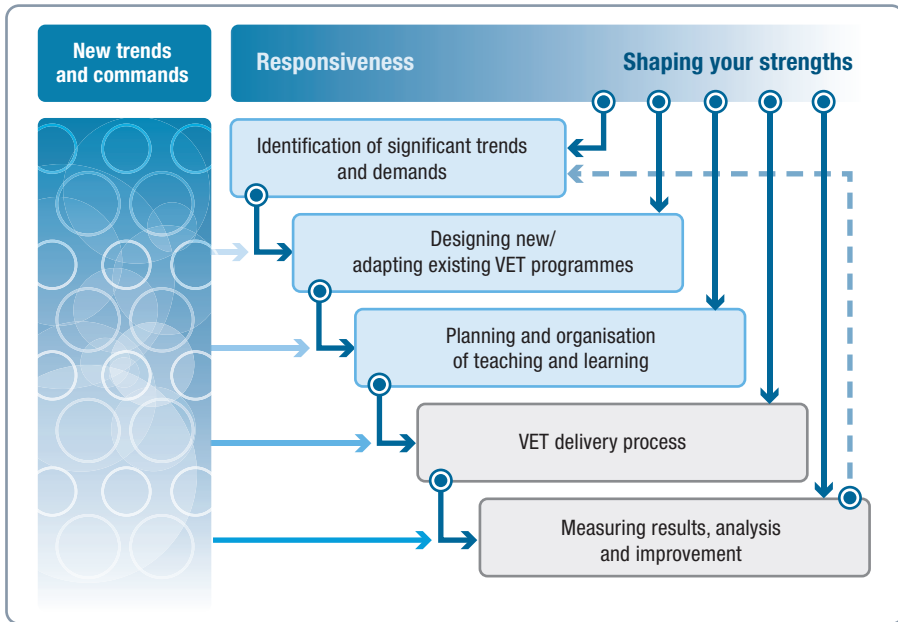 New trends
and commands
Responsiveness
Shaping your strengths
Identification of significant trends
and demands
Designing new/
adapting existing VET programmes
Planning and organisation
of teaching and learning
VET delivery process
Measuring results, analysis
and improvement